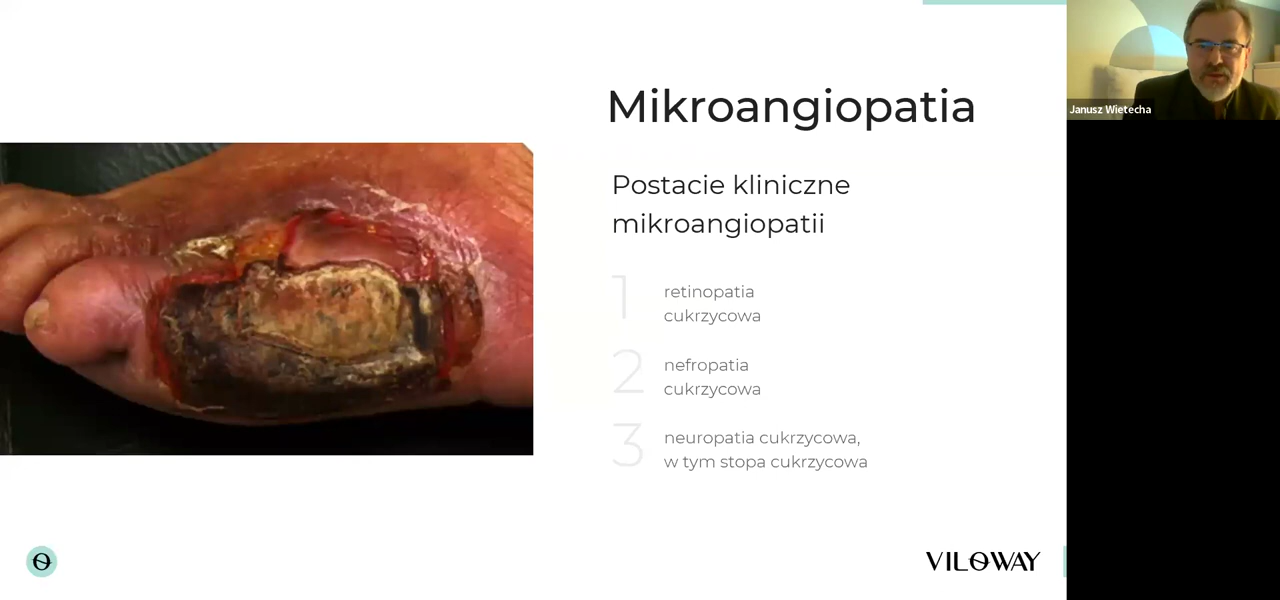 Mikroangiopatia
Postacie kliniczne
mikroangiopatii
1
retinopatia
cukrzycowa
2
nefropatia
cukrzycowa
3
neuropatia cukrzycowa,
w tym stopa cukrzycowa
VILOWAY
Janusz Wietecha